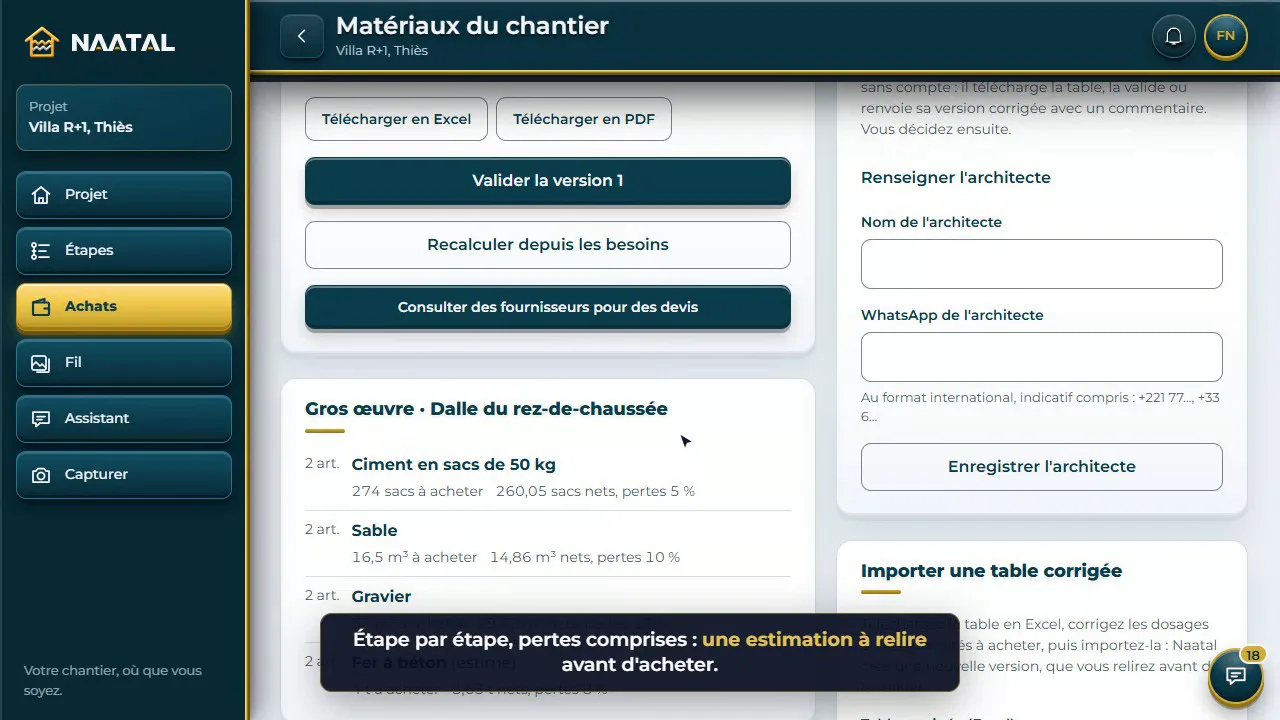 NAATAL
Projet
Villa R+1, Thiès
Projet
Étapes
Achats
Fil
Assistant
Capturer
Votre chantier, où que vous
soyez.
Matériaux du chantier
Villa R+1, Thiès
FN
Télécharger en Excel
Télécharger en PDF
Valider la version 1
Recalculer depuis les besoins
Consulter des fournisseurs pour des devis
Gros œuvre · Dalle du rez-de-chaussée
2 art. Ciment en sacs de 50 kg
274 sacs à acheter 260,05 sacs nets, pertes 5 %
2 art. Sable
16,5 m³ à acheter 14,86 m³ nets, pertes 10 %
2 art. Gravier
Fer à béton (estimé)
sans compte : il télécharge la table, la valide ou
renvoie sa version corrigée avec un commentaire.
Vous décidez ensuite.
Renseigner l'architecte
Nom de l'architecte
WhatsApp de l'architecte
Au format international, indicatif compris : +221 77..., +33
6...
Enregistrer l'architecte
Importer une table corrigée
table en Excel, corrigez les dosages
à acheter, puis importez-la : Naatal
version, que vous relirez avant
18
Étape par étape, pertes comprises : une estimation à relire
avant d'acheter.